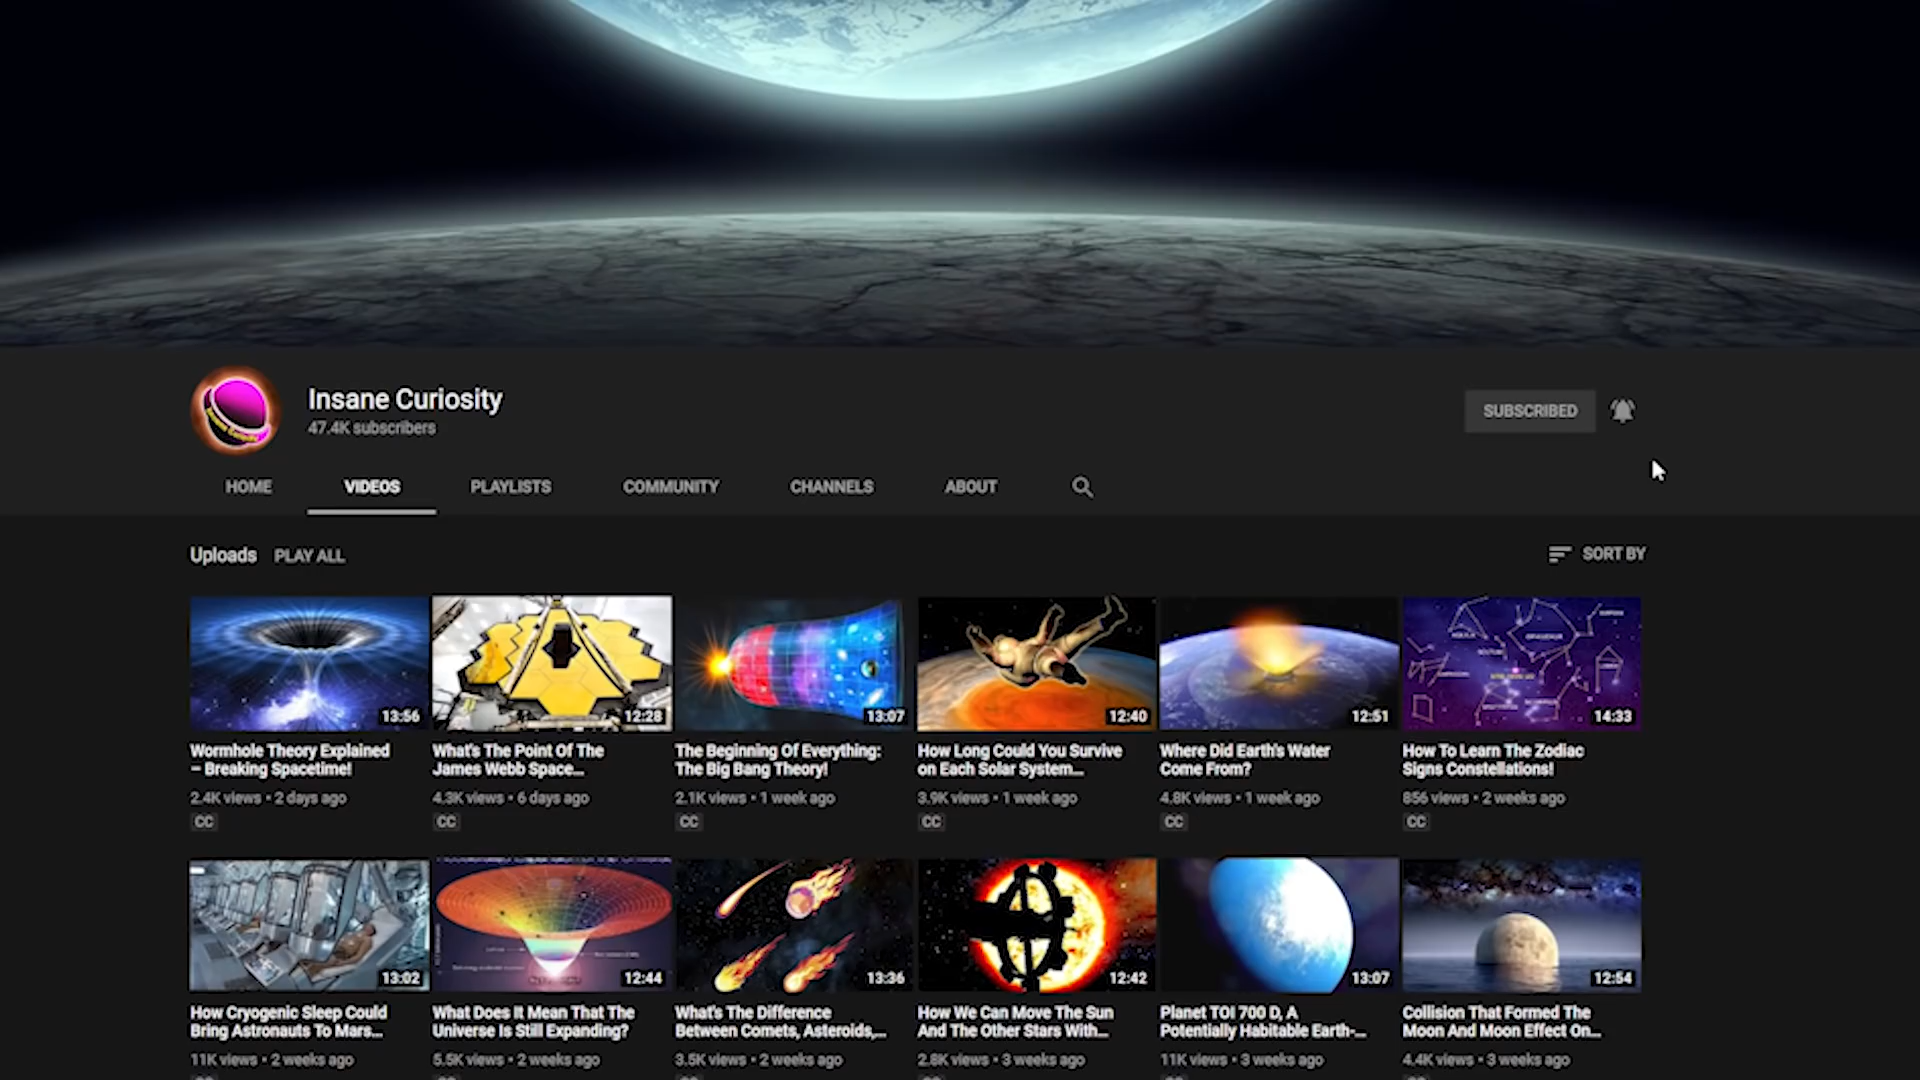 Insane Curiosity
47.4K subscribers
SUBSCRIBED
HOME VIDEOS PLAYLISTS COMMUNITY CHANNELS ABOUT
Uploads PLAY ALL SORT BY
13:56 12:28 13:07 12:40 12:51 14:33
Wormhole Theory Explained
– Breaking Spacetime!
2.4K views • 2 days ago
CC
What's The Point Of The
James Webb Space...
4.3K views • 6 days ago
CC
The Beginning Of Everything:
The Big Bang Theory!
2.1K views • 1 week ago
CC
How Long Could You Survive
on Each Solar System...
3.9K views • 1 week ago
CC
Where Did Earth's Water
Come From?
4.8K views • 1 week ago
CC
How To Learn The Zodiac
Signs Constellations!
856 views • 2 weeks ago
CC
13:02 12:44 13:36 12:42 13:07 12:54
How Cryogenic Sleep Could
Bring Astronauts To Mars...
11K views • 2 weeks ago
What Does It Mean That The
Universe Is Still Expanding?
5.5K views • 2 weeks ago
What's The Difference
Between Comets, Asteroids,...
3.5K views • 2 weeks ago
How We Can Move The Sun
And The Other Stars With...
2.8K views • 3 weeks ago
Planet TOI 700 D, A
Potentially Habitable Earth-...
11K views • 3 weeks ago
Collision That Formed The
Moon And Moon Effect On...
4.4K views • 3 weeks ago